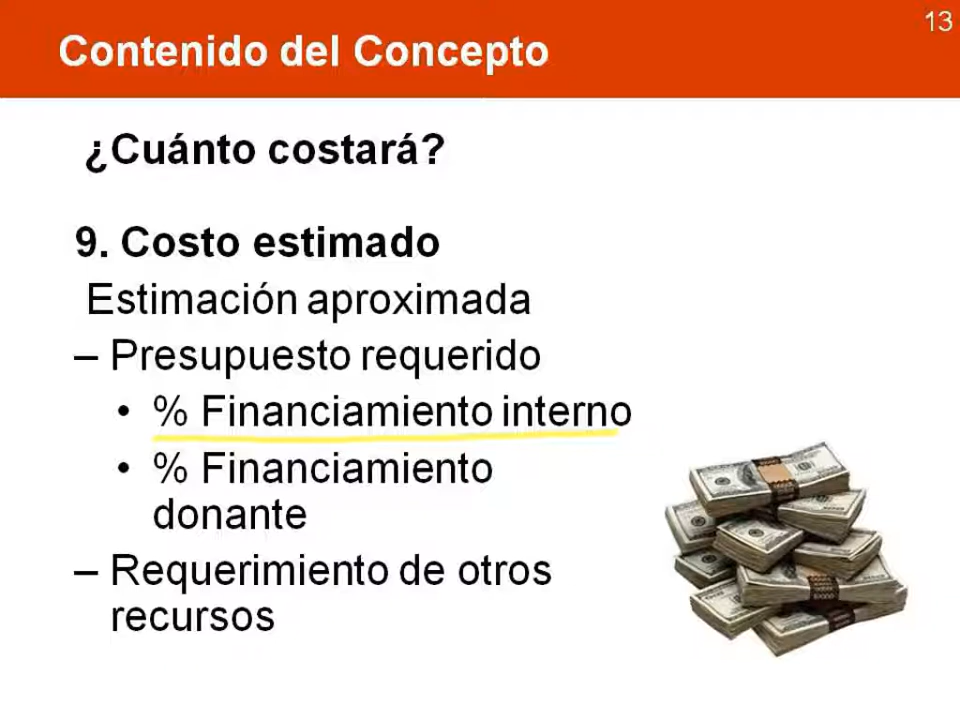 13
Contenido del Concepto
¿Cuánto costará?
9. Costo estimado
Estimación aproximada
– Presupuesto requerido
• % Financiamiento interno
• % Financiamiento
donante
– Requerimiento de otros
recursos